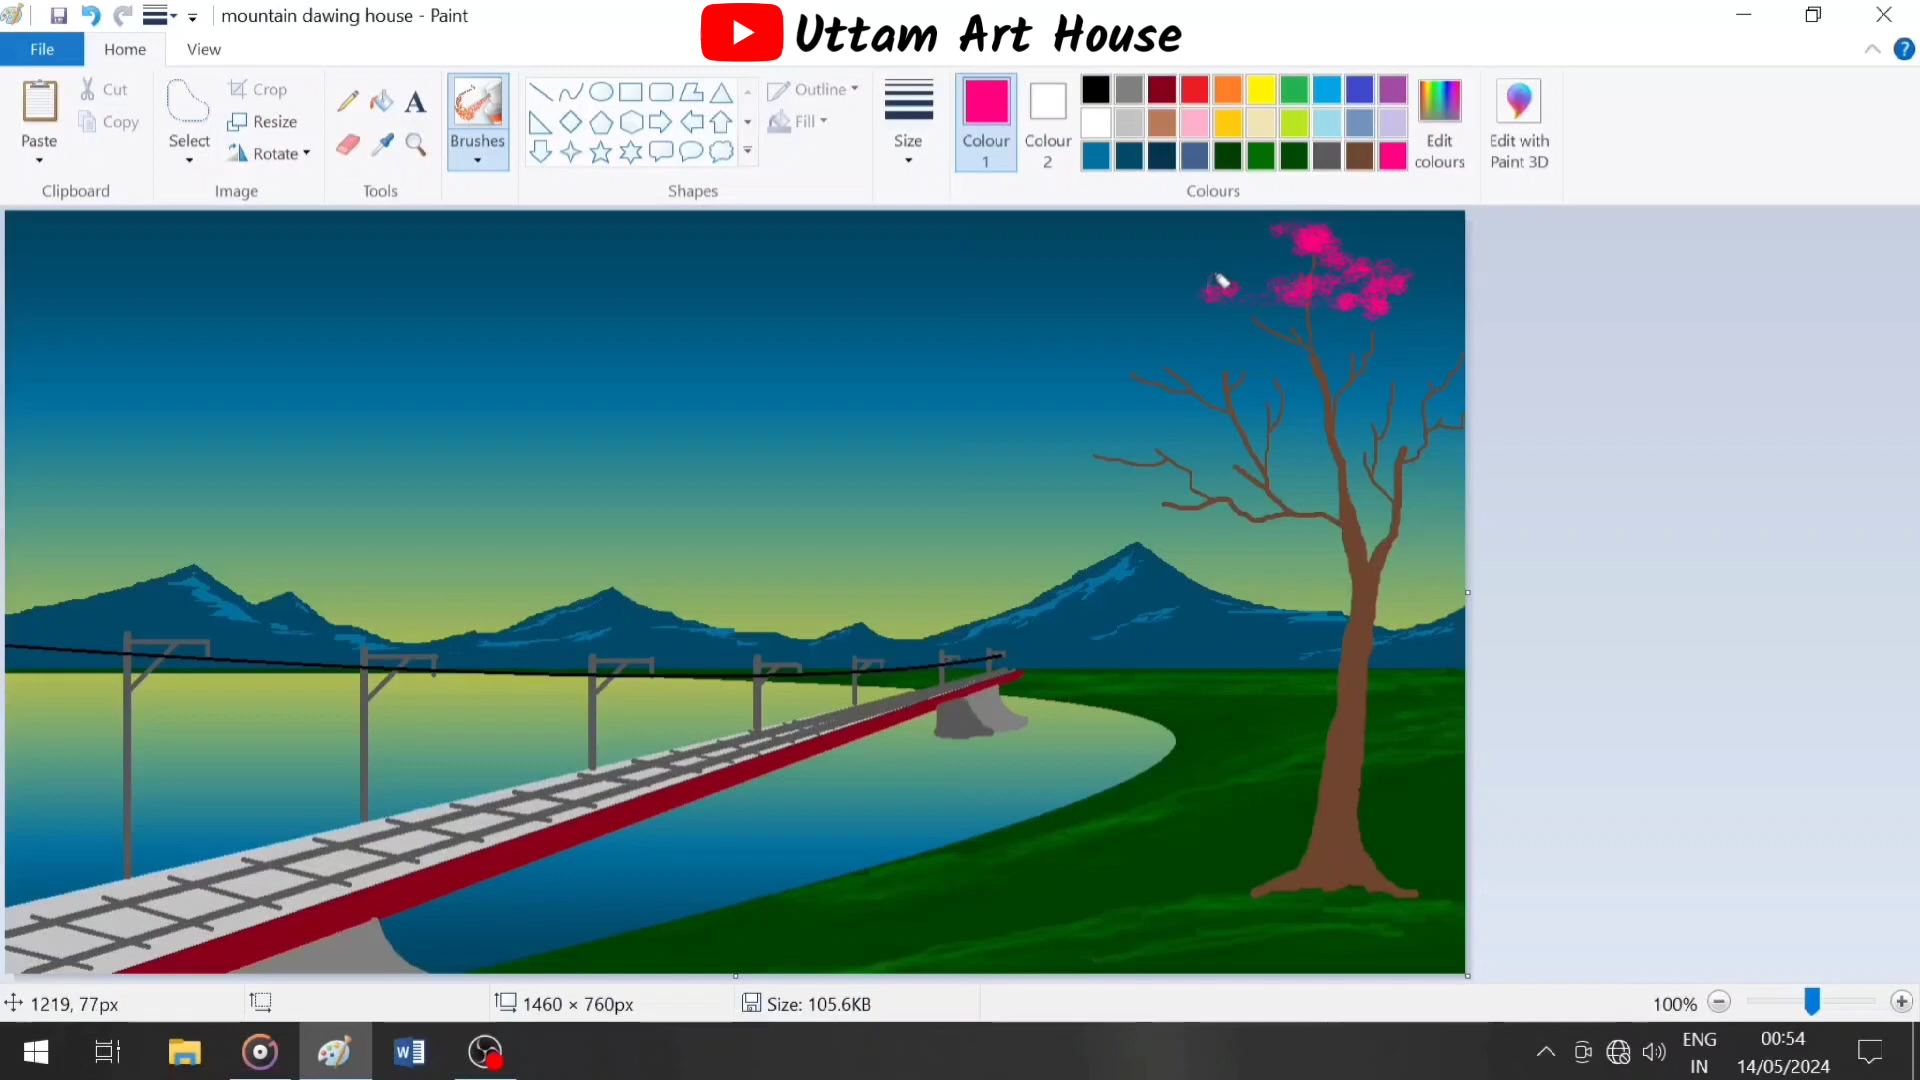 mountain dawing house - Paint
Uttam Art House
File
Home
View
Paste
Cut
Copy
Clipboard
Select
Crop
Resize
Rotate
Image
A
Tools
Brushes
Shapes
Outline
Fill
Size
Colour
1
Colour
2
Colours
Edit
colours
Edit with
Paint 3D
1219, 77px
1460 × 760px
Size: 105.6KB
100%
W
ENG
IN
00:54
14/05/2024